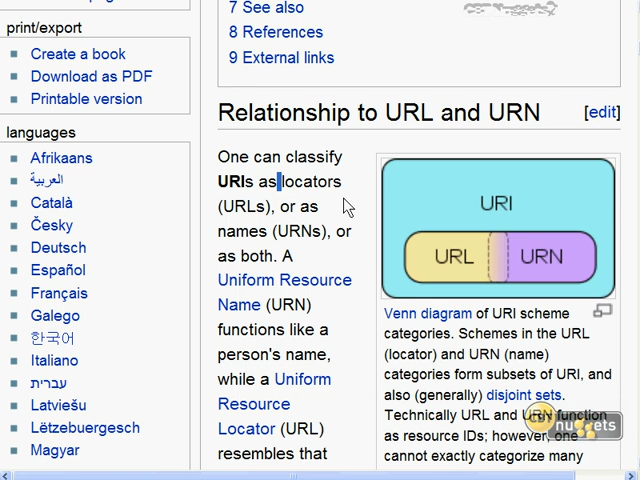 7 See also
8 References
9 External links
print/export
Create a book
Download as PDF
Printable version
languages
Afrikaans
العربية
Català
Česky
Deutsch
Español
Français
Galego
한국어
Italiano
עברית
Latviešu
Lëtzebuergesch
Magyar
Relationship to URL and URN [edit]
One can classify
URIs as locators
(URLs), or as
names (URNs), or
as both. A
Uniform Resource
Name (URN)
functions like a
person's name,
while a Uniform
Resource
Locator (URL)
resembles that
URI
URL URN
Venn diagram of URI scheme
categories. Schemes in the URL
(locator) and URN (name)
categories form subsets of URI, and
also (generally) disjoint sets.
Technically URL and URN function
as resource IDs; however, one
cannot exactly categorize many
cbt nuggets